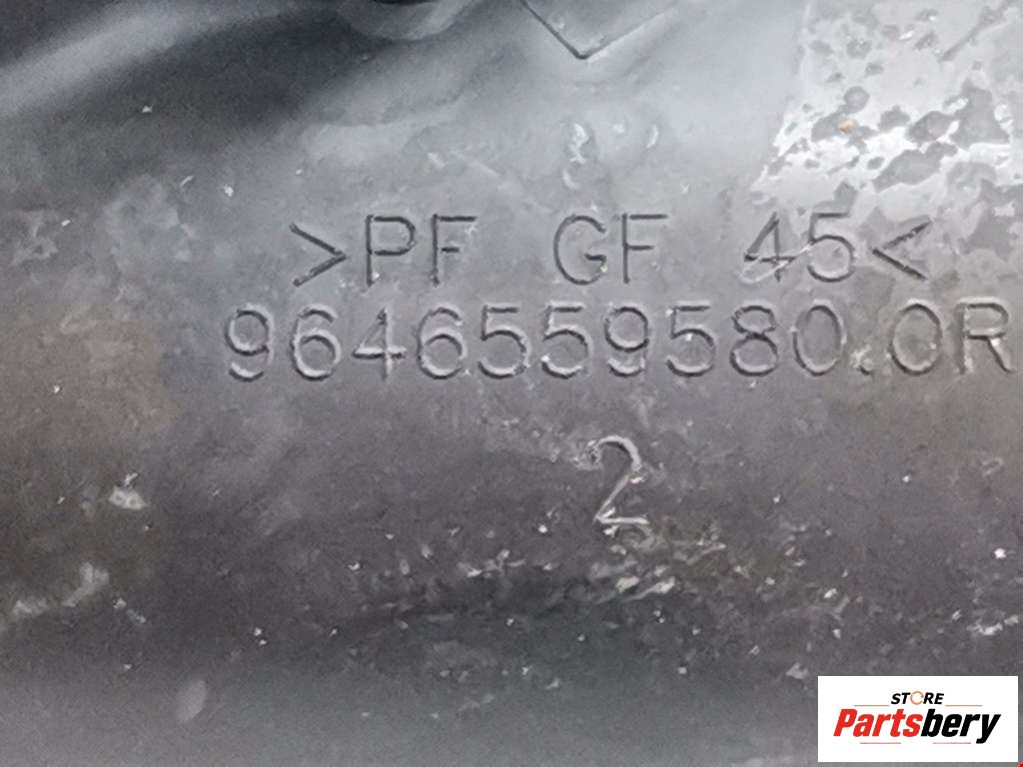 >PF GF 45<
9646559580.0R
2
STORE
Partsbery